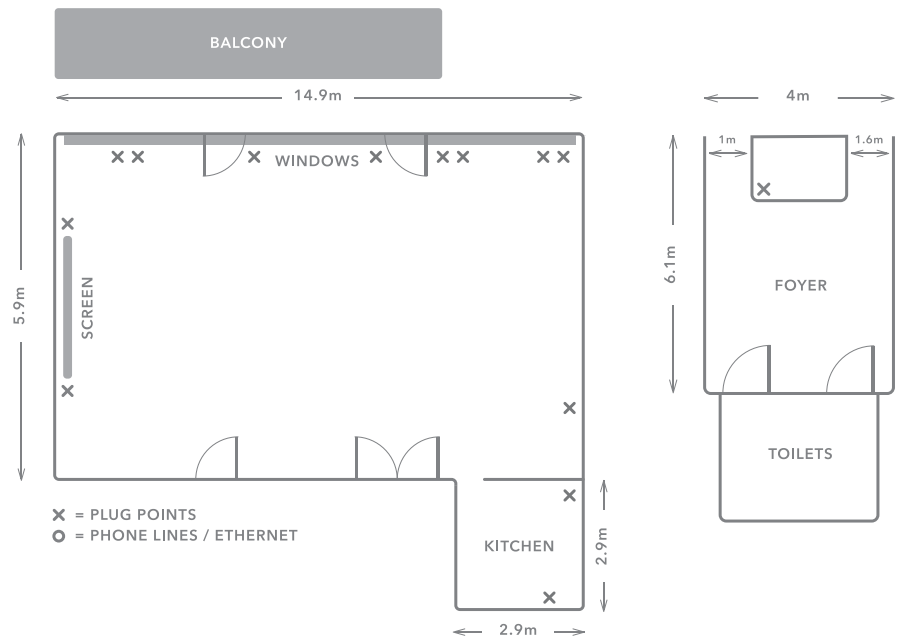 BALCONY
14.9m
4m
1m
1.6m
WINDOWS
SCREEN
5.9m
6.1m
FOYER
TOILETS
= PLUG POINTS
= PHONE LINES / ETHERNET
KITCHEN
2.9m
2.9m